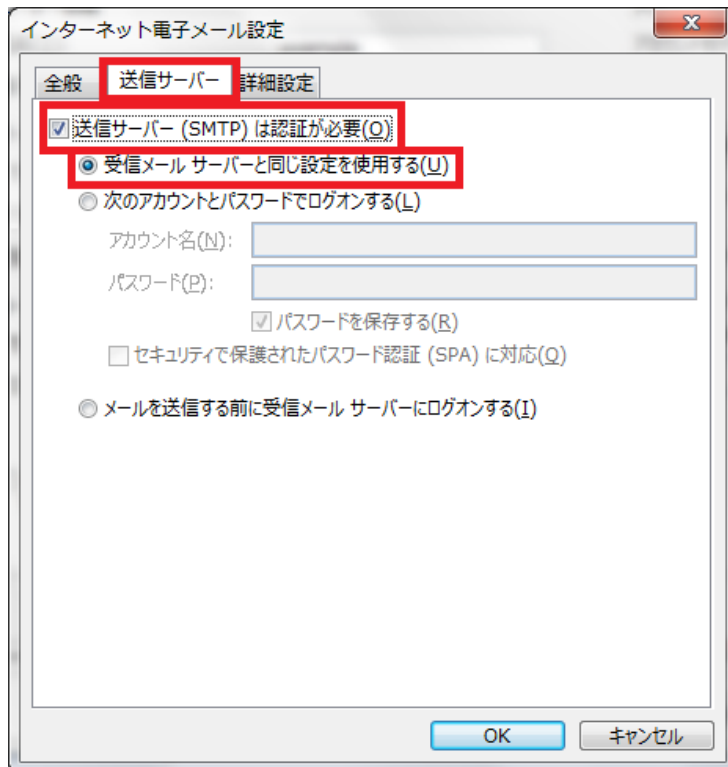 インターネット電子メール設定
全般 送信サーバー 詳細設定
送信サーバー (SMTP) は認証が必要(O)
受信メール サーバーと同じ設定を使用する(U)
次のアカウントとパスワードでログオンする(L)
アカウント名(N):
パスワード(P):
パスワードを保存する(R)
セキュリティで保護されたパスワード認証 (SPA) に対応(Q)
メールを送信する前に受信メール サーバーにログオンする(I)
OK キャンセル